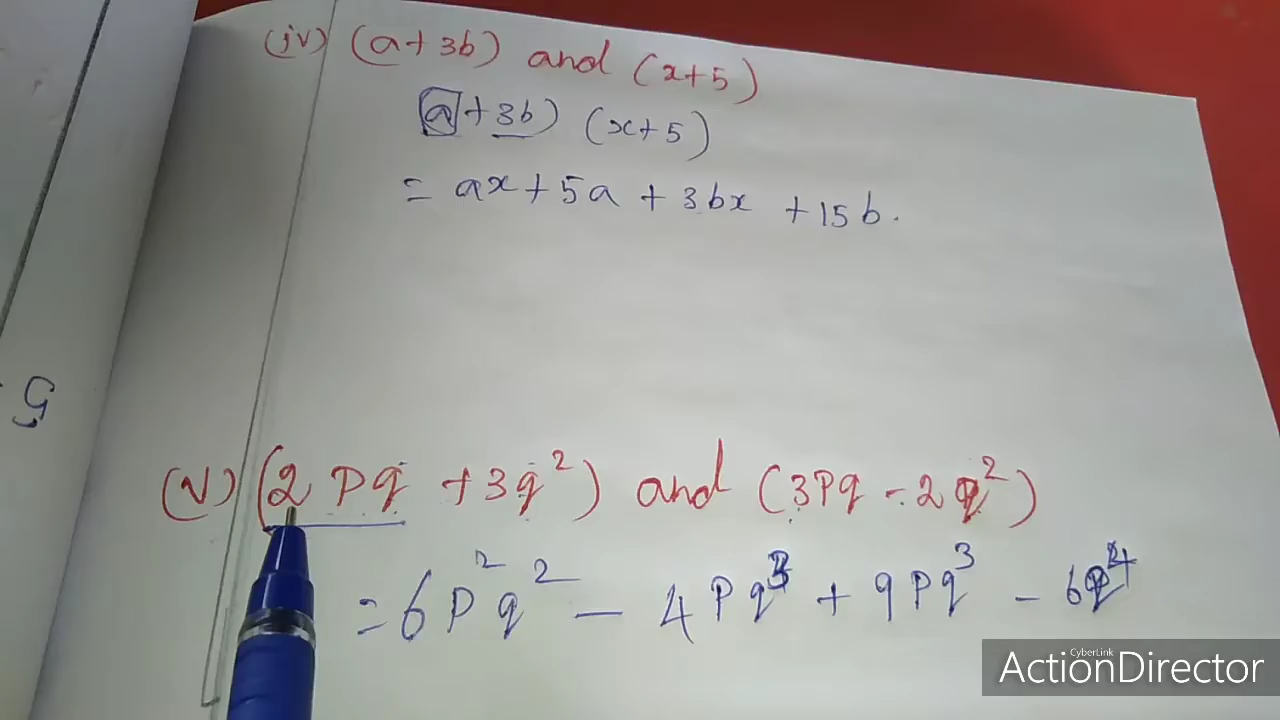 (iv) (a+3b) and (x+5)
a+3b) (x+5)
= ax+5a+3bx+15b.
(v) (2pq+3q²) and (3pq-2q²)
= 6p²q² - 4pq³ + 9pq³ - 6q⁴
CyberLink
ActionDirector